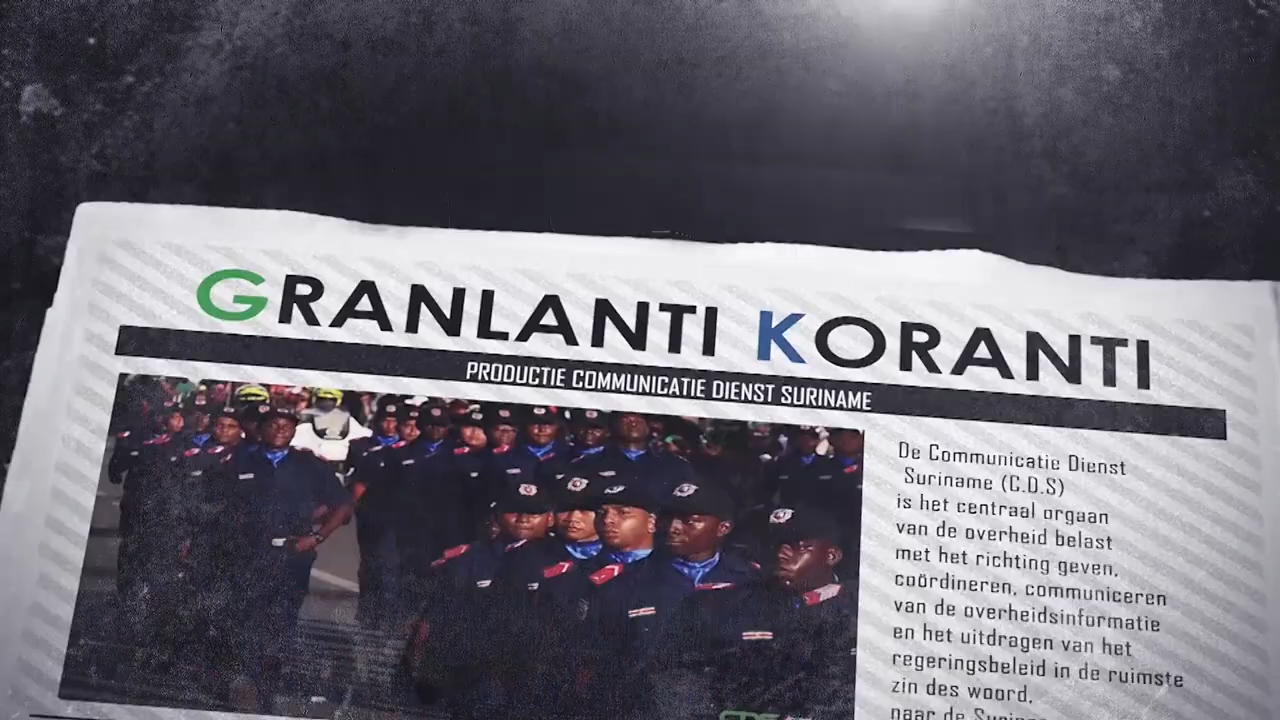 GRANLANTI KORANTI
PRODUCTIE COMMUNICATIE DIENST SURINAME
De Communicatie Dienst
Suriname (C.D.S)
is het centraal orgaan
van de overheid belast
met het richting geven,
coördineren, communiceren
van de overheidsinformatie
en het uitdragen van het
regeringsbeleid in de ruimste
zin des woord,
naar de